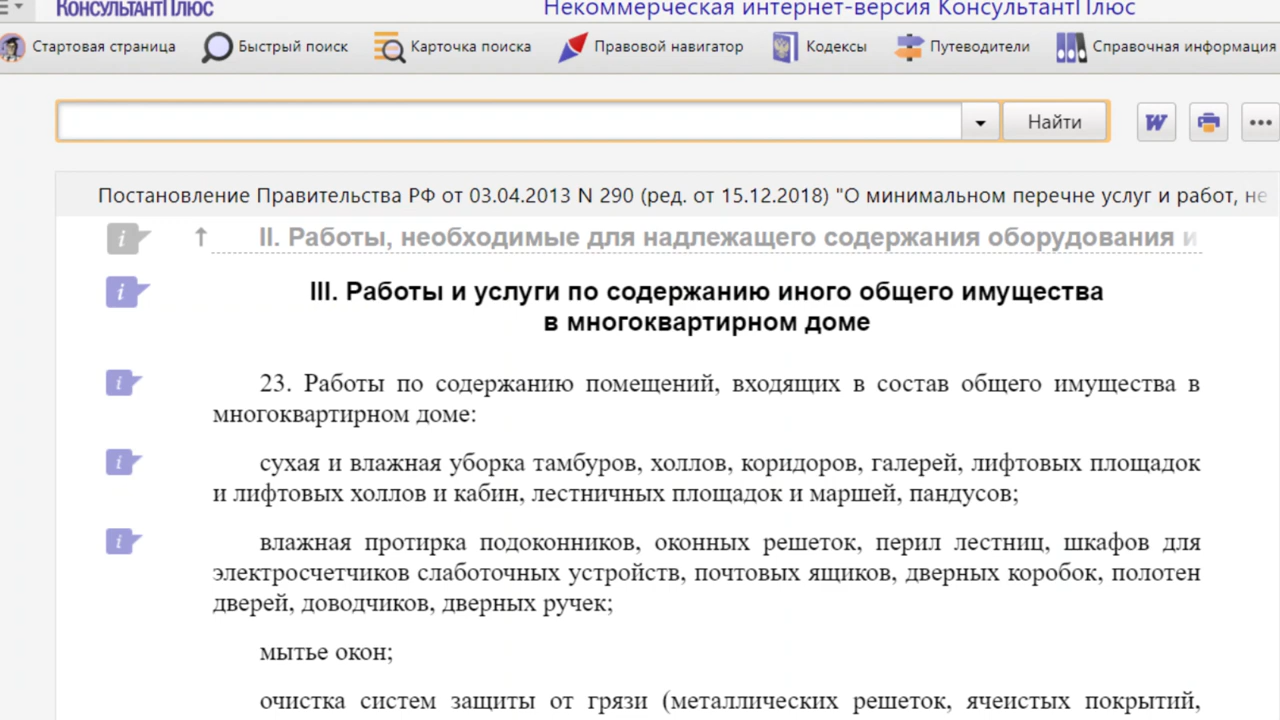 КонсультантПлюс
Некоммерческая интернет-версия КонсультантПлюс
Стартовая страница Быстрый поиск Карточка поиска Правовой навигатор Кодексы Путеводители Справочная информация
Найти
Постановление Правительства РФ от 03.04.2013 N 290 (ред. от 15.12.2018) "О минимальном перечне услуг и работ, не
II. Работы, необходимые для надлежащего содержания оборудования и
III. Работы и услуги по содержанию иного общего имущества
в многоквартирном доме
23. Работы по содержанию помещений, входящих в состав общего имущества в
многоквартирном доме:
сухая и влажная уборка тамбуров, холлов, коридоров, галерей, лифтовых площадок
и лифтовых холлов и кабин, лестничных площадок и маршей, пандусов;
влажная протирка подоконников, оконных решеток, перил лестниц, шкафов для
электросчетчиков слаботочных устройств, почтовых ящиков, дверных коробок, полотен
дверей, доводчиков, дверных ручек;
мытье окон;
очистка систем защиты от грязи (металлических решеток, ячеистых покрытий,